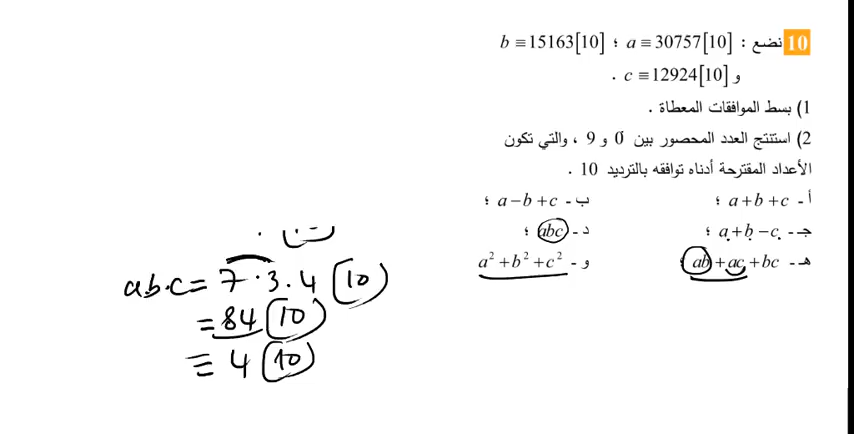 10 نضع : a ≡ 30757[10] ؛ b ≡ 15163[10]
و c ≡ 12924[10] .
1) بسط الموافقات المعطاة .
2) استنتج العدد المحصور بين 0 و 9 ، والتي تكون
الأعداد المقترحة أدناه توافقه بالترديد 10 .
أ - a+b+c ؛ ب - a-b+c ؛
جـ - a+b-c ؛ د - abc ؛
هـ - ab+ac+bc ؛ و - a²+b²+c²
ab.c = 7.3.4 (10)
= 84 (10)
≡ 4 (10)